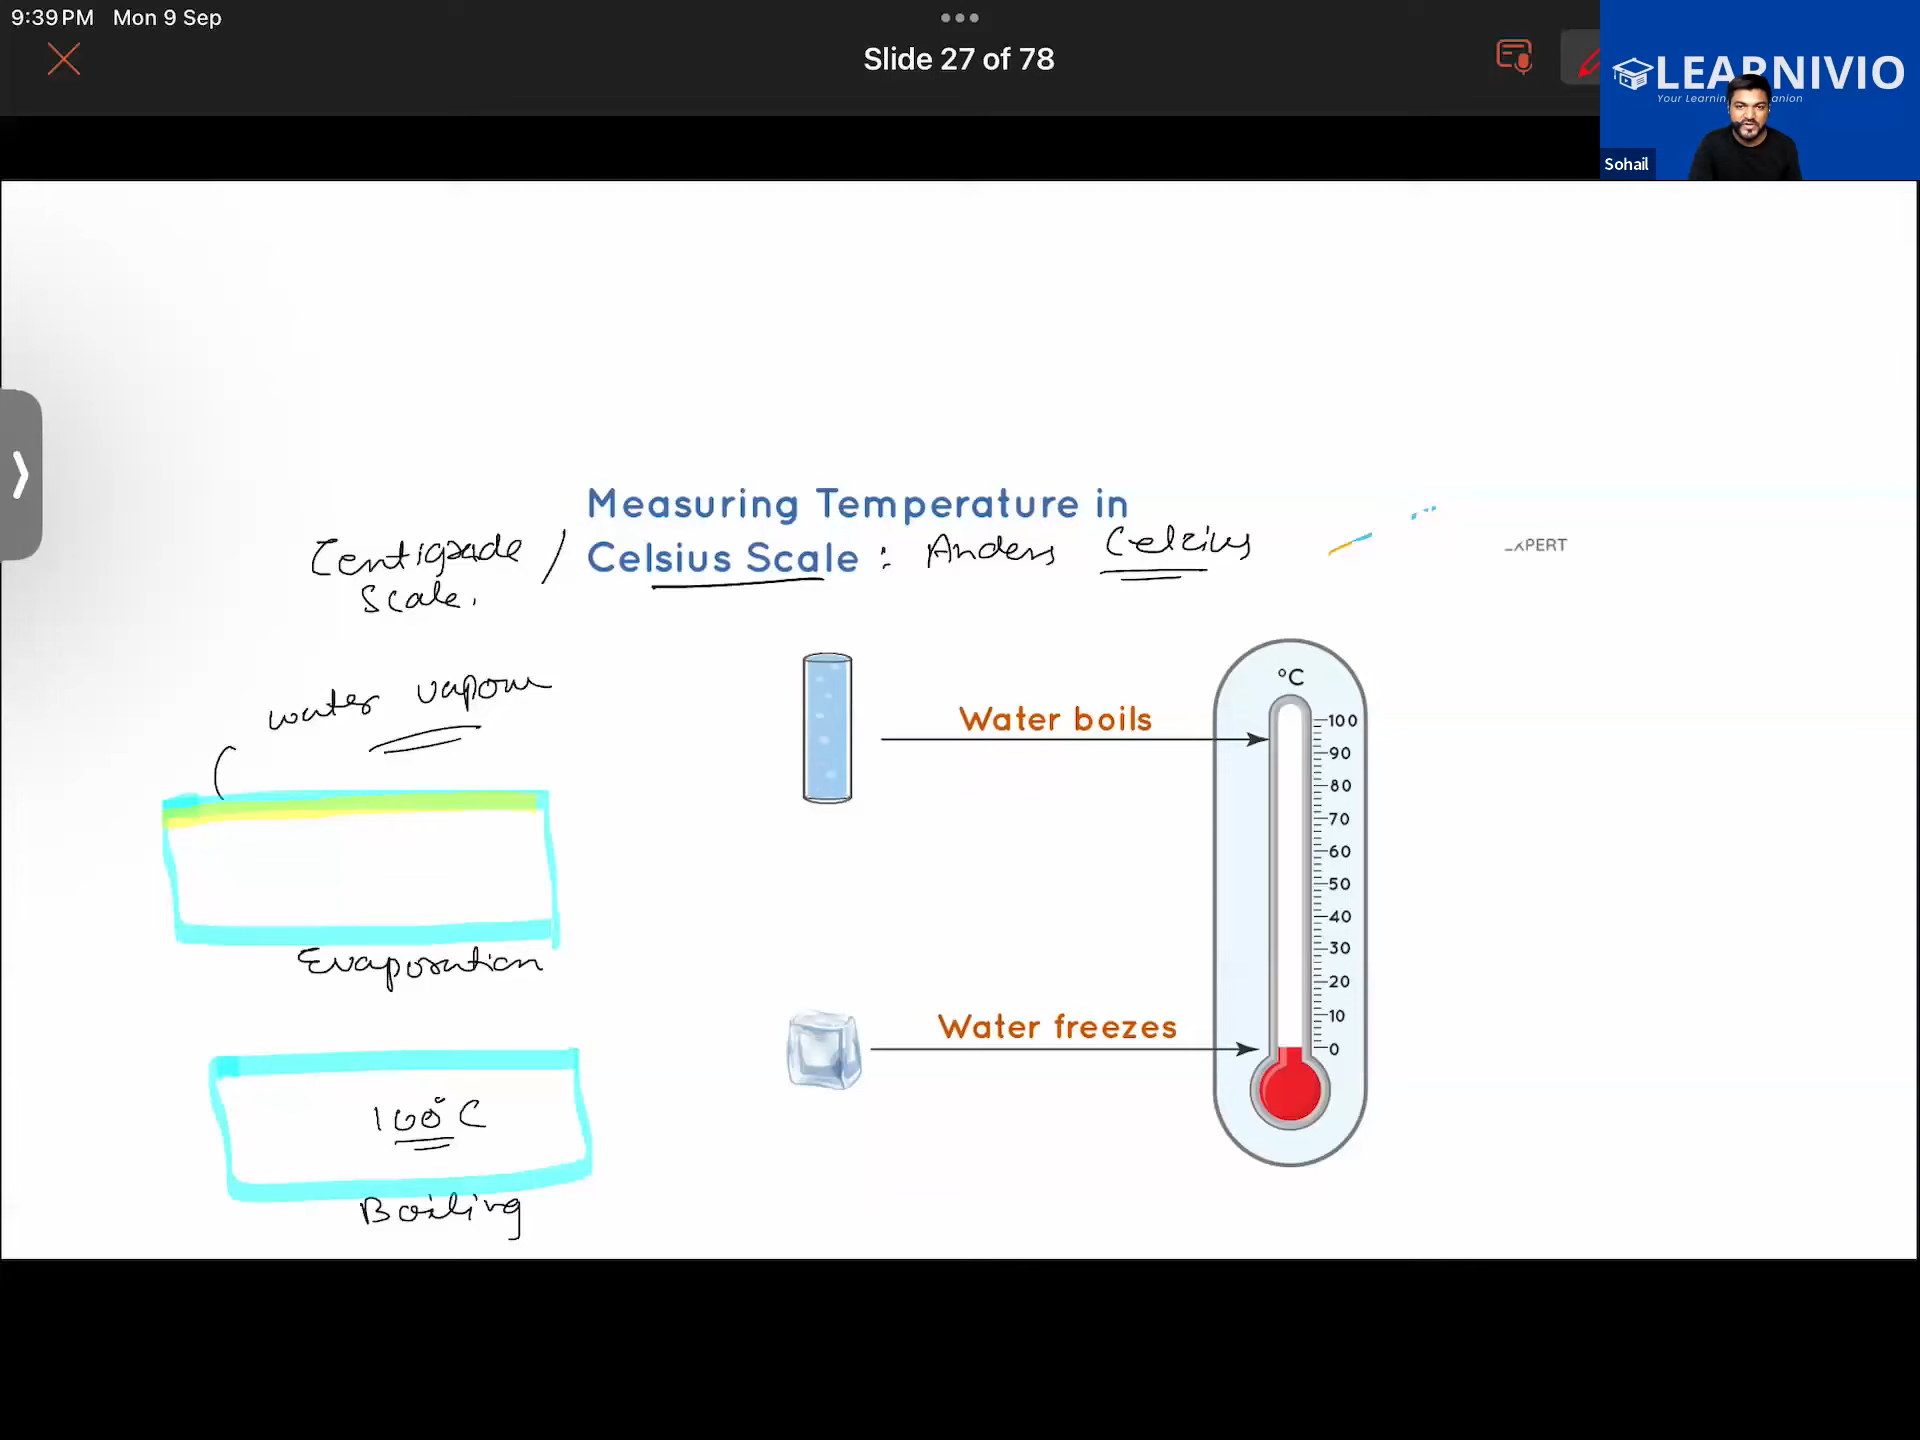 9:39 PM Mon 9 Sep
Slide 27 of 78
LEARNIVIO
Sohail
Measuring Temperature in
Centigrade / Celsius Scale : Anders Celsius
Scale.
XPERT
water vapour
°C
Water boils
100
90
80
70
60
50
40
30
20
10
0
Evaporation
Water freezes
100°C
Boiling